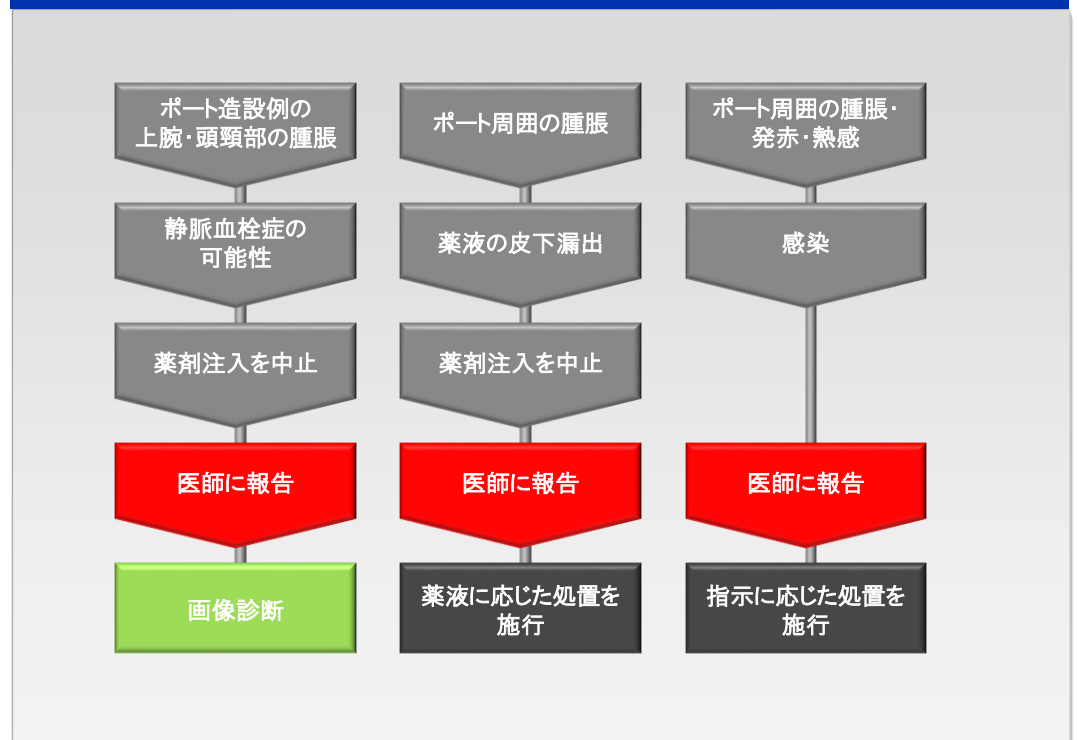 ポート造設例の
上腕・頭頸部の腫脹
静脈血栓症の
可能性
薬剤注入を中止
医師に報告
画像診断
ポート周囲の腫脹
薬液の皮下漏出
薬剤注入を中止
医師に報告
薬液に応じた処置を
施行
ポート周囲の腫脹・
発赤・熱感
感染
医師に報告
指示に応じた処置を
施行